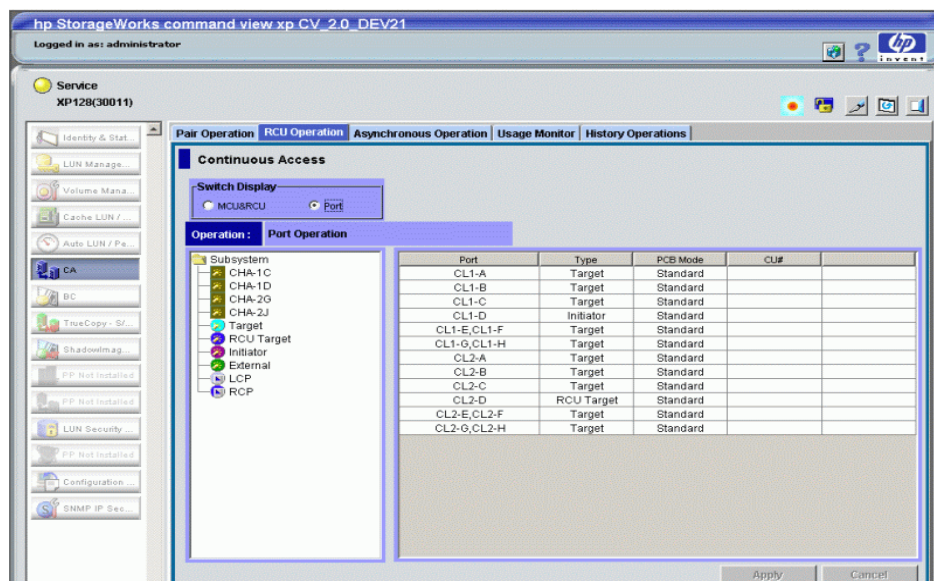 hp StorageWorks command view xp CV_2.0_DEV21
Logged in as: administrator
hp
invent
Service
XP128(30011)
Identity & Stat...
LUN Manage...
Volume Mana...
Cache LUN / ...
Auto LUN / Pe...
CA
BC
TrueCopy - S/...
ShadowImag...
PP Not Installed
PP Not Installed
LUN Security ...
PP Not Installed
Configuration ...
SNMP IP Sec...
Pair Operation RCU Operation Asynchronous Operation Usage Monitor History Operations
Continuous Access
Switch Display
MCU&RCU Port
Operation : Port Operation
Subsystem
CHA-1C
CHA-1D
CHA-2G
CHA-2J
Target
RCU Target
Initiator
External
LCP
RCP
Port Type PCB Mode CU#
CL1-A Target Standard
CL1-B Target Standard
CL1-C Target Standard
CL1-D Initiator Standard
CL1-E,CL1-F Target Standard
CL1-G,CL1-H Target Standard
CL2-A Target Standard
CL2-B Target Standard
CL2-C Target Standard
CL2-D RCU Target Standard
CL2-E,CL2-F Target Standard
CL2-G,CL2-H Target Standard
Apply Cancel